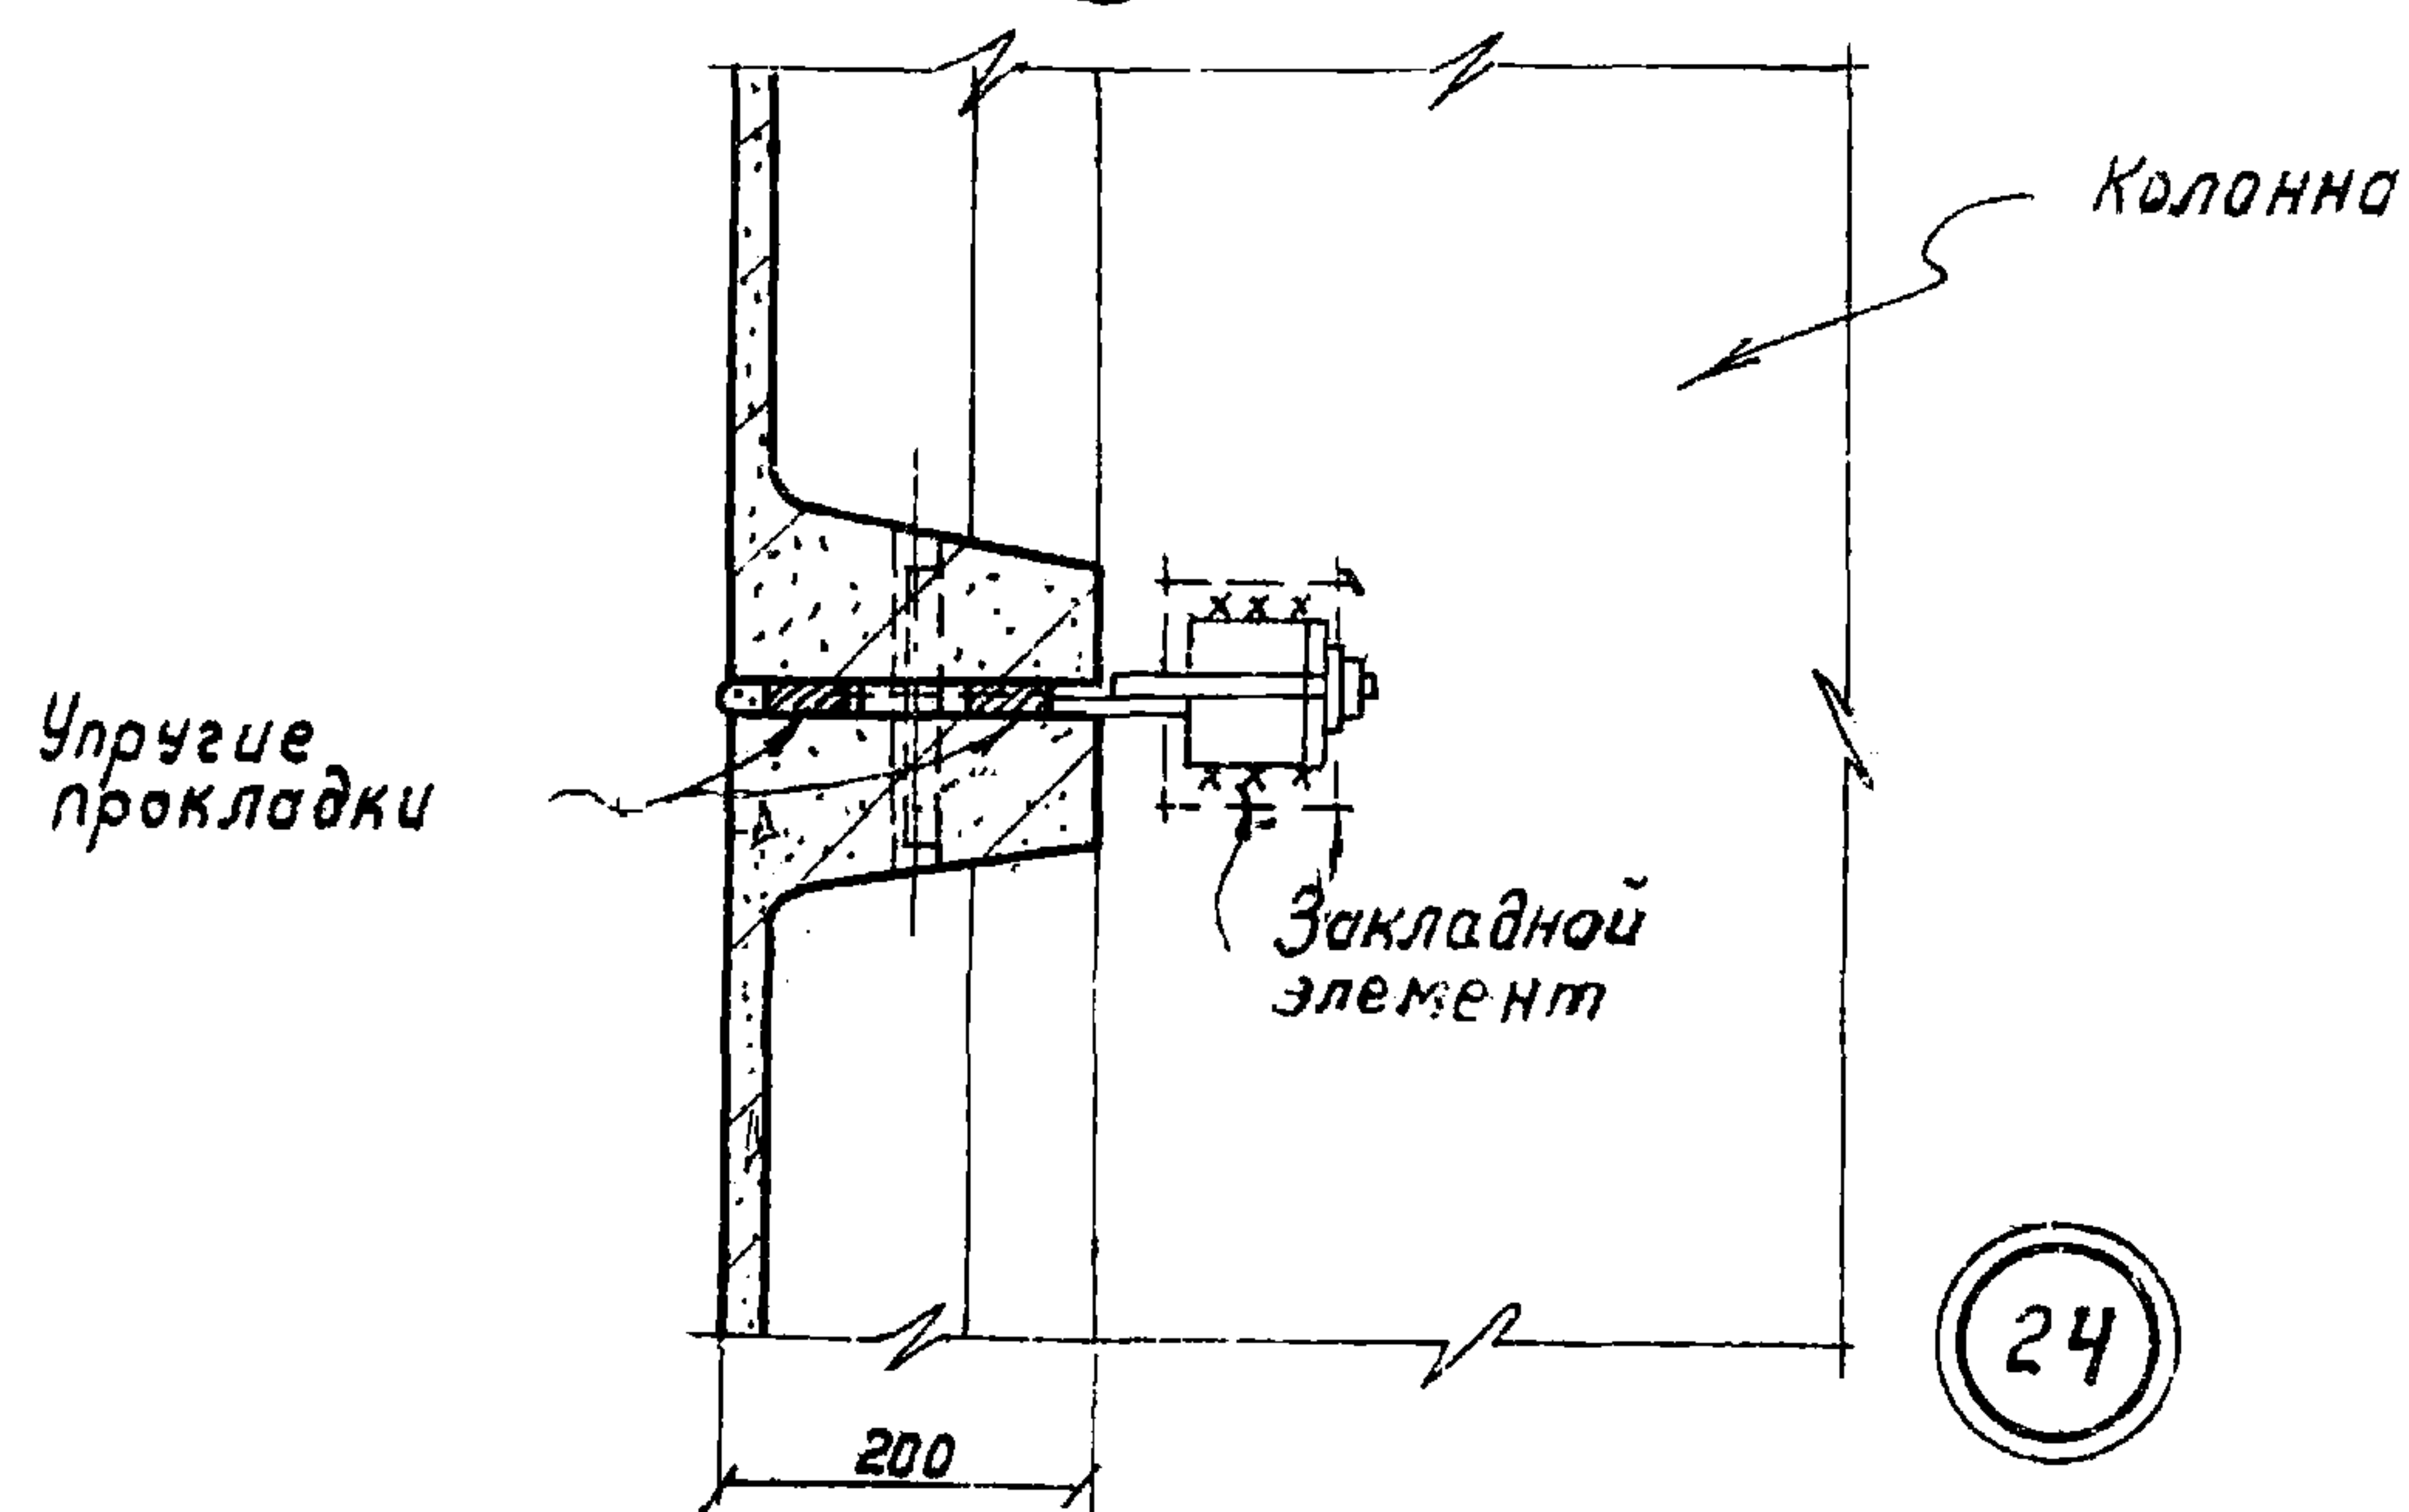 Колонна
Упругие
прокладки
Закладной
элемент
24
200